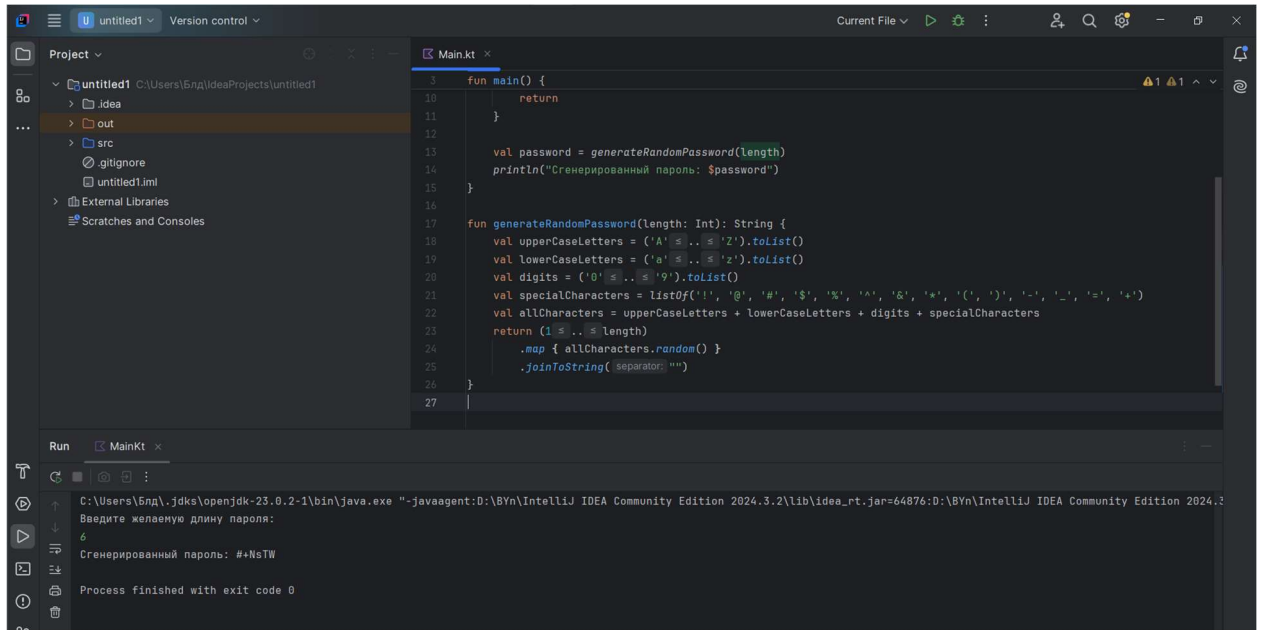 U untitled1 Version control Current File
Project
Main.kt
untitled1 C:\Users\Блд\IdeaProjects\untitled1
.idea
out
src
.gitignore
untitled1.iml
External Libraries
Scratches and Consoles
3 fun main() {
1 1
10 return
11 }
12
13 val password = generateRandomPassword(length)
14 println("Сгенерированный пароль: $password")
15 }
16
17 fun generateRandomPassword(length: Int): String {
18 val upperCaseLetters = ('A' ≤ .. ≤ 'Z').toList()
19 val lowerCaseLetters = ('a' ≤ .. ≤ 'z').toList()
20 val digits = ('0' ≤ .. ≤ '9').toList()
21 val specialCharacters = listOf('!', '@', '#', '$', '%', '^', '&', '*', '(', ')', '-', '_', '=', '+')
22 val allCharacters = upperCaseLetters + lowerCaseLetters + digits + specialCharacters
23 return (1 ≤ .. ≤ length)
24 .map { allCharacters.random() }
25 .joinToString( separator: "")
26 }
27
Run MainKt
C:\Users\Блд\.jdks\openjdk-23.0.2-1\bin\java.exe "-javaagent:D:\BYn\IntelliJ IDEA Community Edition 2024.3.2\lib\idea_rt.jar=64876:D:\BYn\IntelliJ IDEA Community Edition 2024.3
Введите желаемую длину пароля:
6
Сгенерированный пароль: #+NsTW
Process finished with exit code 0